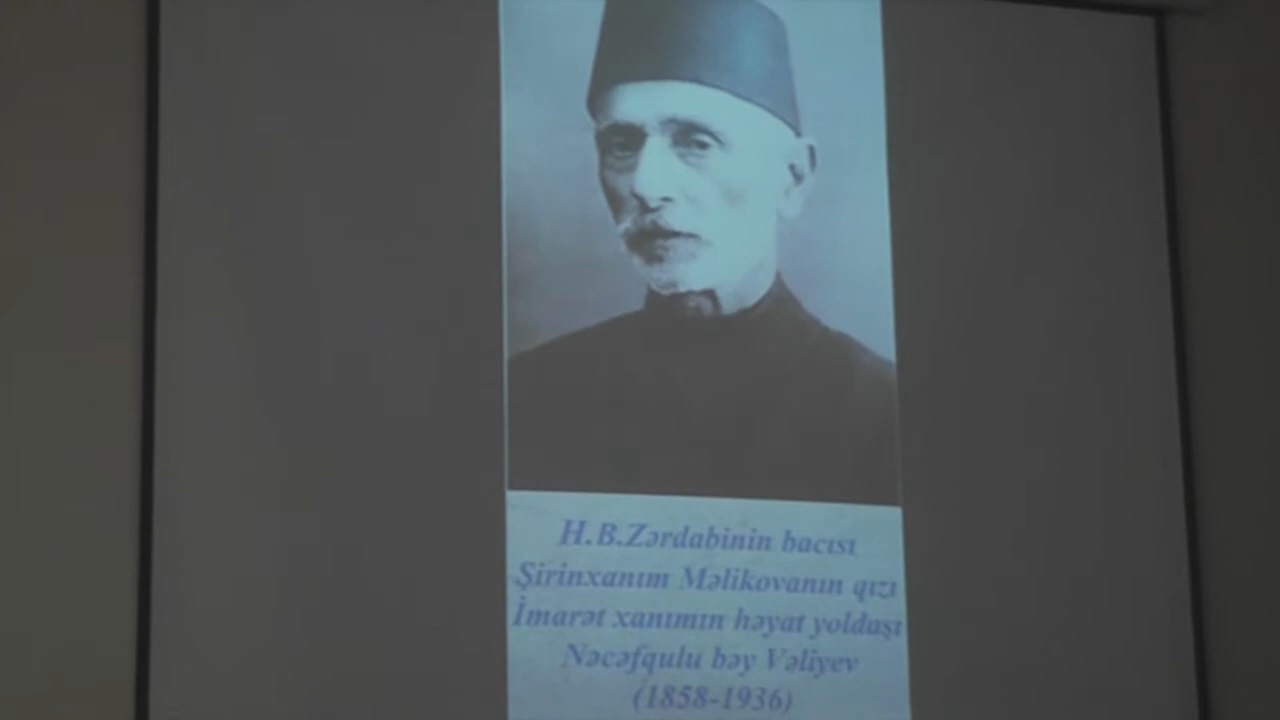 H.B.Zərdabinin bacısı
Şirinxanım Məlikovanın qızı
İmarət xanımın həyat yoldaşı
Nəcəfqulu bəy Vəliyev
(1858-1936)